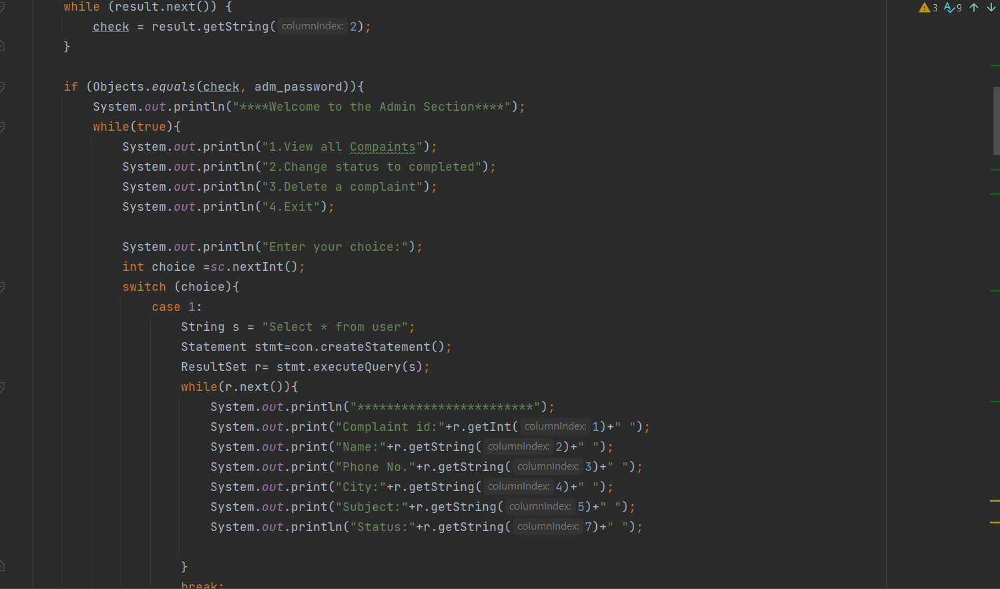 while (result.next()) {
3 9
check = result.getString( columnIndex: 2);
}
if (Objects.equals(check, adm_password)){
System.out.println("****Welcome to the Admin Section****");
while(true){
System.out.println("1.View all Compaints");
System.out.println("2.Change status to completed");
System.out.println("3.Delete a complaint");
System.out.println("4.Exit");
System.out.println("Enter your choice:");
int choice =sc.nextInt();
switch (choice){
case 1:
String s = "Select * from user";
Statement stmt=con.createStatement();
ResultSet r= stmt.executeQuery(s);
while(r.next()){
System.out.println("************************");
System.out.print("Complaint id:"+r.getInt( columnIndex: 1)+" ");
System.out.print("Name:"+r.getString( columnIndex: 2)+" ");
System.out.print("Phone No."+r.getString( columnIndex: 3)+" ");
System.out.print("City:"+r.getString( columnIndex: 4)+" ");
System.out.print("Subject:"+r.getString( columnIndex: 5)+" ");
System.out.println("Status:"+r.getString( columnIndex: 7)+" ");
}
break;